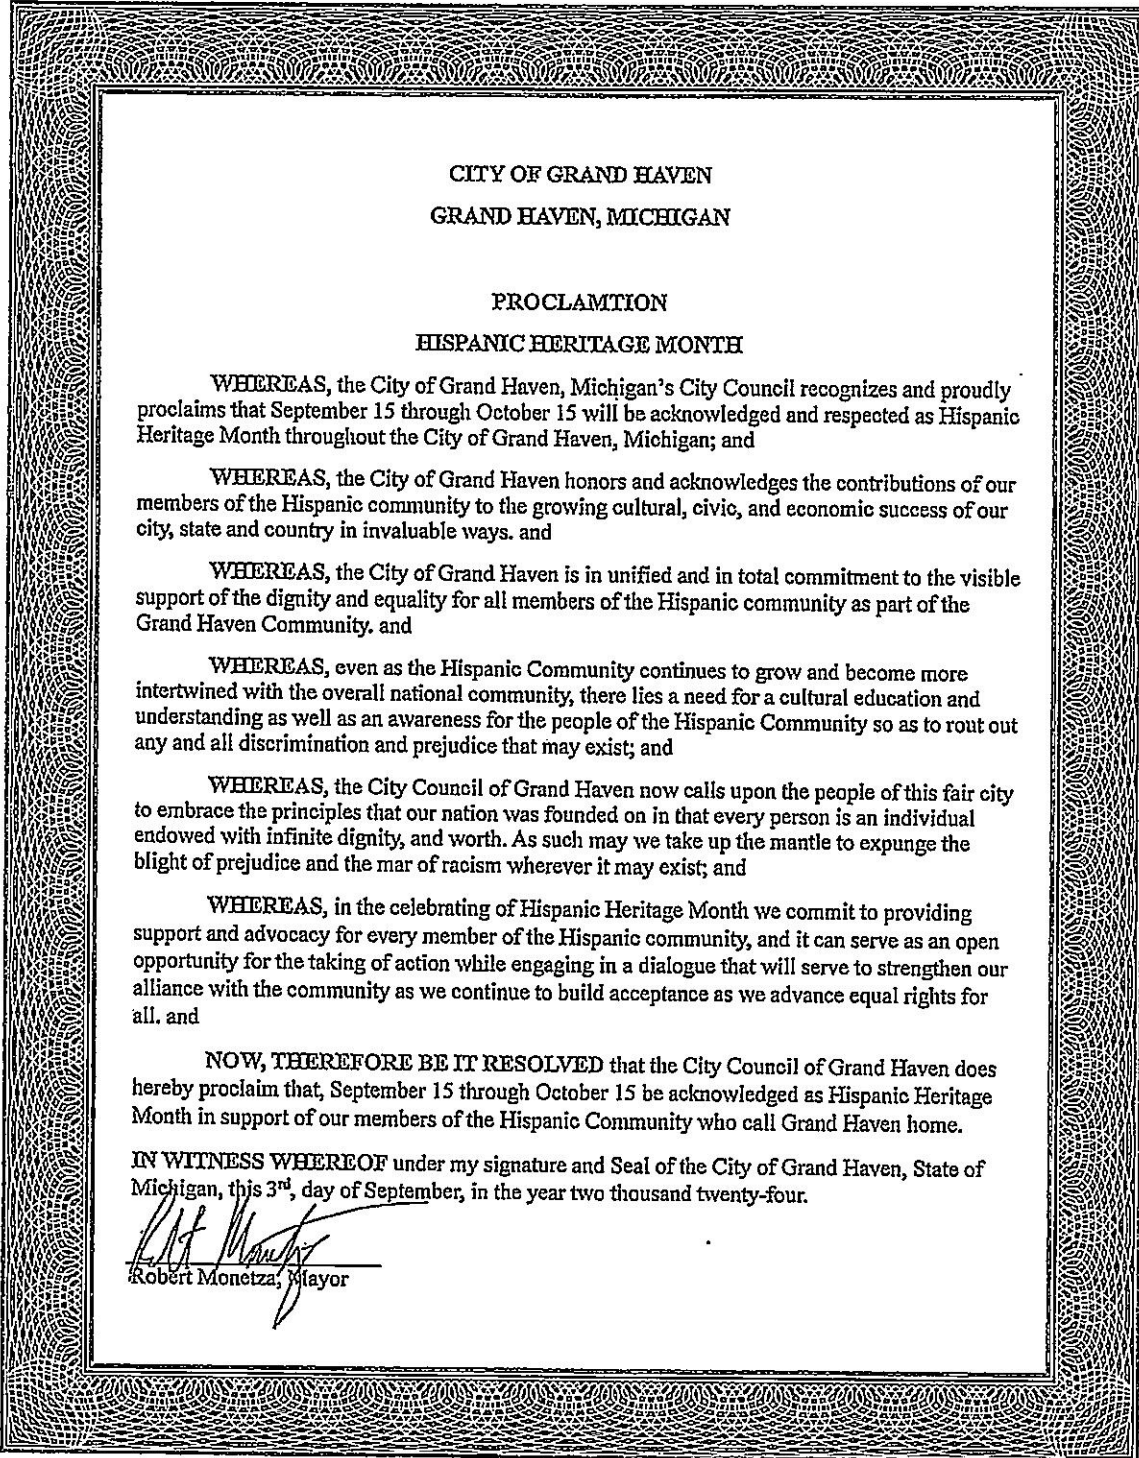 CITY OF GRAND HAVEN
GRAND HAVEN, MICHIGAN
PROCLAMTION
HISPANIC HERITAGE MONTH
WHEREAS, the City of Grand Haven, Michigan's City Council recognizes and proudly
proclaims that September 15 through October 15 will be acknowledged and respected as Hispanic
Heritage Month throughout the City of Grand Haven, Michigan; and
WHEREAS, the City of Grand Haven honors and acknowledges the contributions of our
members of the Hispanic community to the growing cultural, civic, and economic success of our
city, state and country in invaluable ways. and
WHEREAS, the City of Grand Haven is in unified and in total commitment to the visible
support of the dignity and equality for all members of the Hispanic community as part of the
Grand Haven Community. and
WHEREAS, even as the Hispanic Community continues to grow and become more
intertwined with the overall national community, there lies a need for a cultural education and
understanding as well as an awareness for the people of the Hispanic Community so as to rout out
any and all discrimination and prejudice that may exist; and
WHEREAS, the City Council of Grand Haven now calls upon the people of this fair city
to embrace the principles that our nation was founded on in that every person is an individual
endowed with infinite dignity, and worth. As such may we take up the mantle to expunge the
blight of prejudice and the mar of racism wherever it may exist; and
WHEREAS, in the celebrating of Hispanic Heritage Month we commit to providing
support and advocacy for every member of the Hispanic community, and it can serve as an open
opportunity for the taking of action while engaging in a dialogue that will serve to strengthen our
alliance with the community as we continue to build acceptance as we advance equal rights for
all. and
NOW, THEREFORE BE IT RESOLVED that the City Council of Grand Haven does
hereby proclaim that, September 15 through October 15 be acknowledged as Hispanic Heritage
Month in support of our members of the Hispanic Community who call Grand Haven home.
IN WITNESS WHEREOF under my signature and Seal of the City of Grand Haven, State of
Michigan, this 3rd, day of September, in the year two thousand twenty-four.
Robert Monetza, Mayor